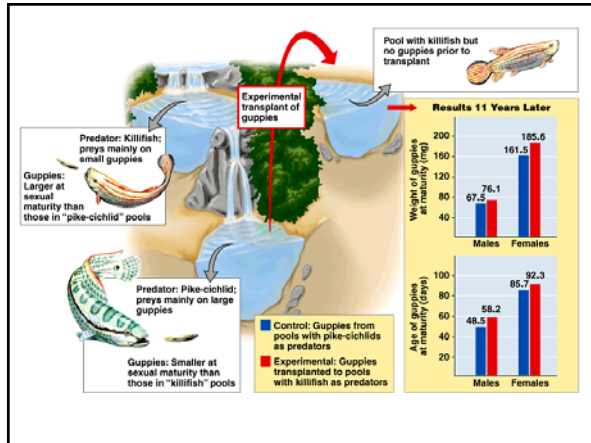 Pool with killifish but
no guppies prior to
transplant
Experimental
transplant of
guppies
Predator: Killifish;
preys mainly on
small guppies
Guppies:
Larger at
sexual
maturity than
those in "pike-cichlid" pools
Predator: Pike-cichlid;
preys mainly on large
guppies
Guppies: Smaller at
sexual maturity than
those in "killifish" pools
Control: Guppies from
pools with pike-cichlids
as predators
Experimental: Guppies
transplanted to pools
with killifish as predators
Results 11 Years Later
Weight of guppies
at maturity (mg)
200
160
120
80
40
67.5
76.1
161.5
185.6
Males
Females
Age of guppies
at maturity (days)
100
80
60
40
20
48.5
58.2
85.7
92.3
Males
Females